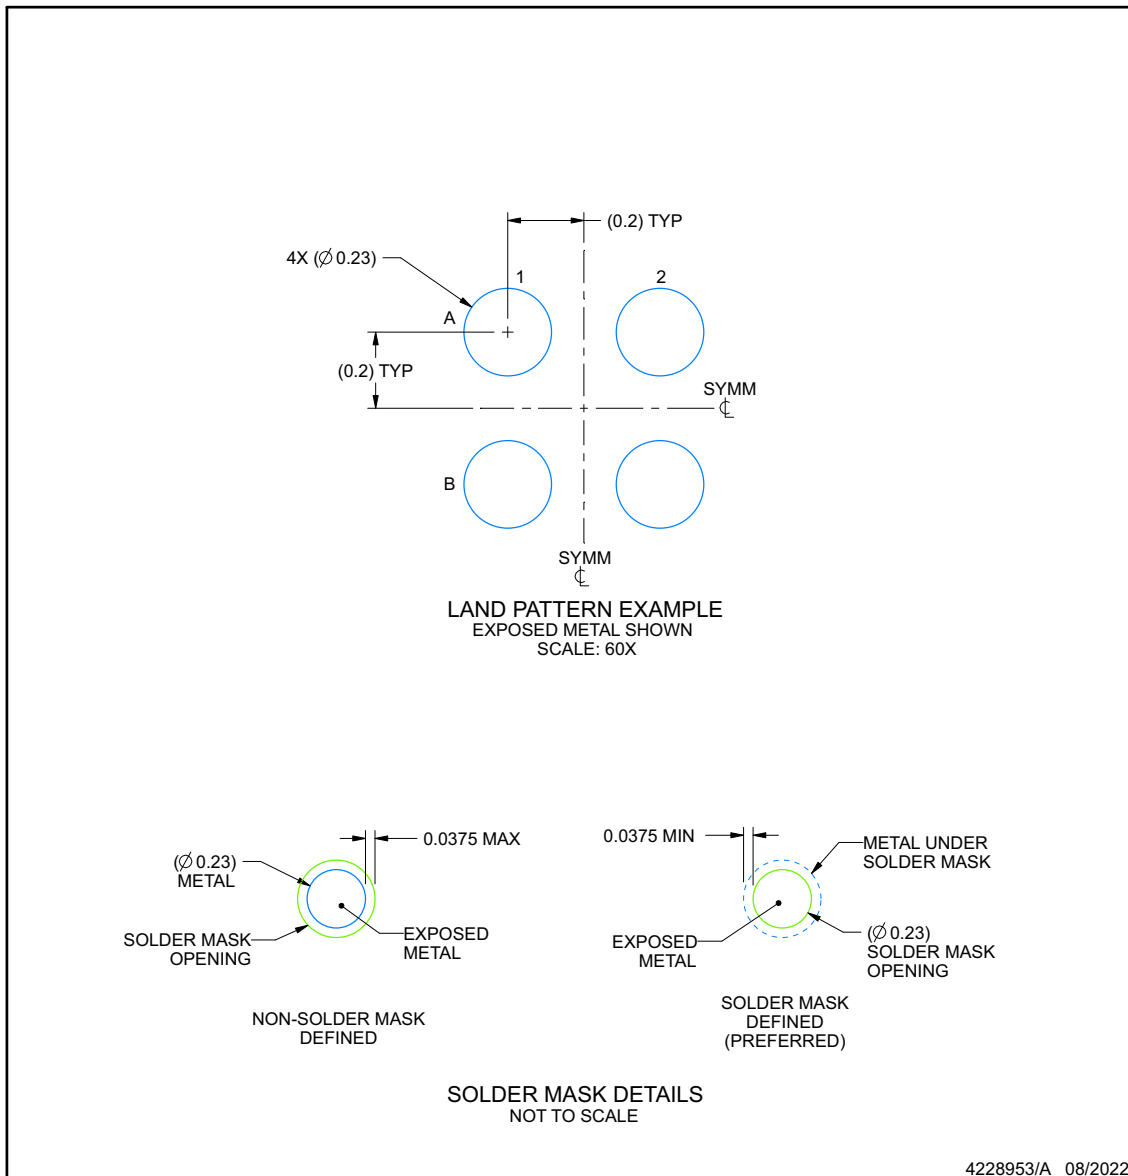 (0.2) TYP
4X (∅ 0.23)
1
2
A
(0.2) TYP
SYMM
℄
B
SYMM
℄
LAND PATTERN EXAMPLE
EXPOSED METAL SHOWN
SCALE: 60X
0.0375 MAX
(∅ 0.23)
METAL
SOLDER MASK
OPENING
EXPOSED
METAL
NON-SOLDER MASK
DEFINED
0.0375 MIN
METAL UNDER
SOLDER MASK
EXPOSED
METAL
(∅ 0.23)
SOLDER MASK
OPENING
SOLDER MASK
DEFINED
(PREFERRED)
SOLDER MASK DETAILS
NOT TO SCALE
4228953/A 08/2022